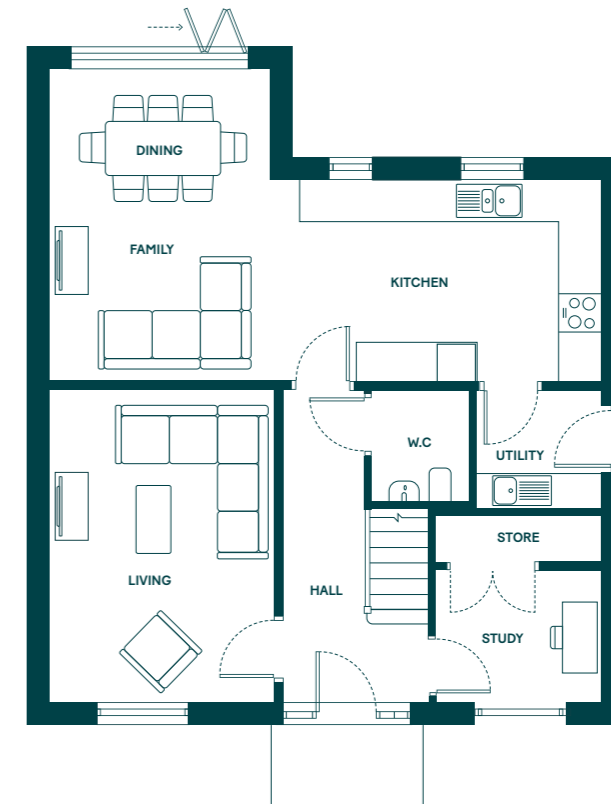 DINING
FAMILY
KITCHEN
W.C
UTILITY
STORE
LIVING
HALL
STUDY